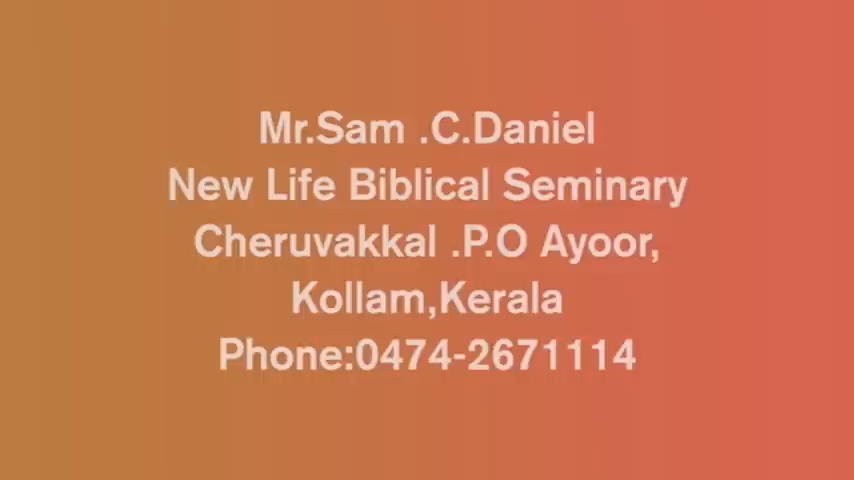 Mr.Sam .C.Daniel
New Life Biblical Seminary
Cheruvakkal .P.O Ayoor,
Kollam,Kerala
Phone:0474-2671114